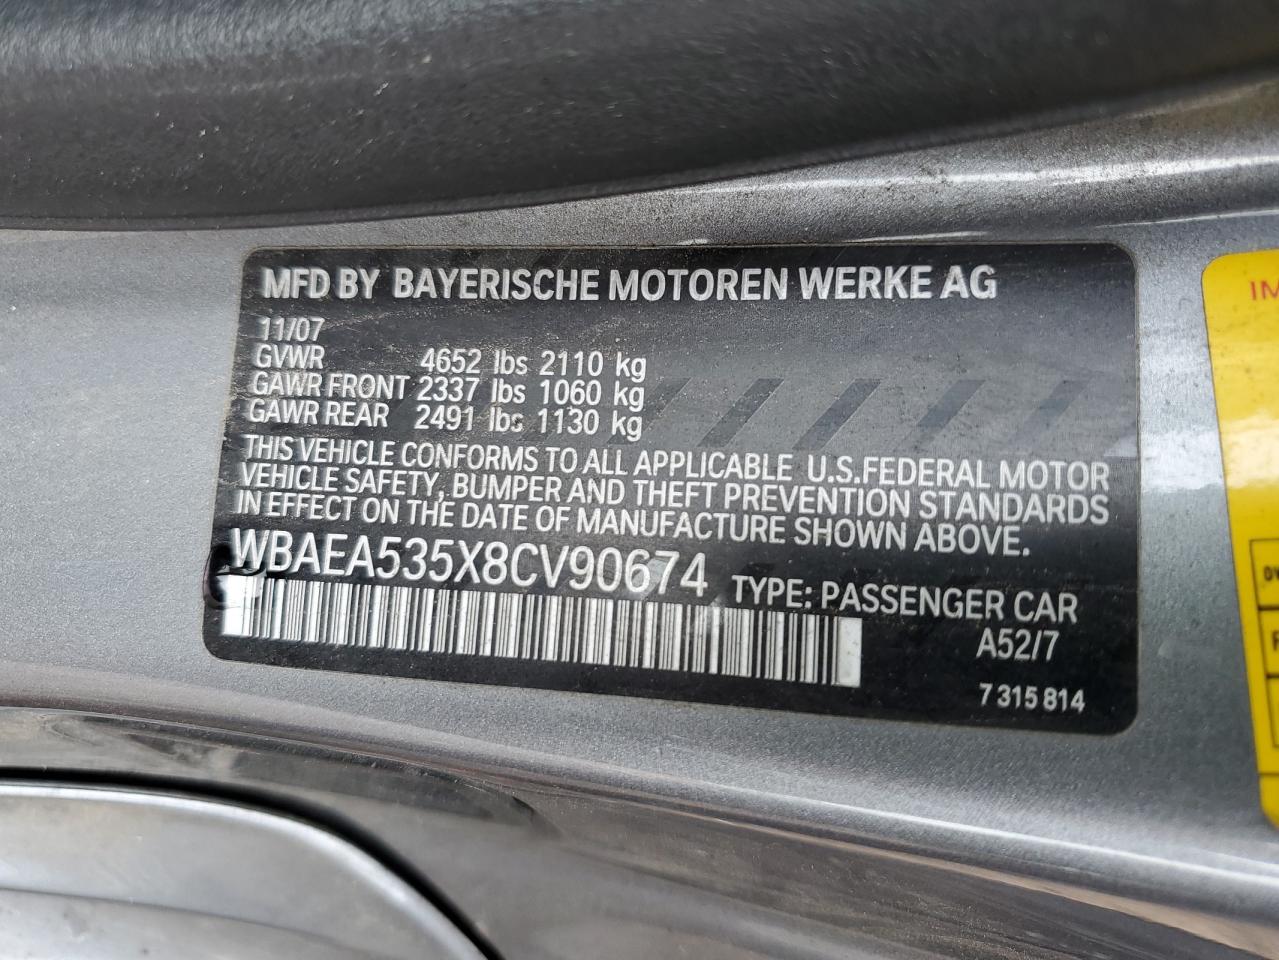 MFD BY BAYERISCHE MOTOREN WERKE AG
11/07
GVWR 4652 lbs 2110 kg
GAWR FRONT 2337 lbs 1060 kg
GAWR REAR 2491 lbs 1130 kg
THIS VEHICLE CONFORMS TO ALL APPLICABLE U.S.FEDERAL MOTOR
VEHICLE SAFETY, BUMPER AND THEFT PREVENTION STANDARDS
IN EFFECT ON THE DATE OF MANUFACTURE SHOWN ABOVE.
WBAEA535X8CV90674 TYPE: PASSENGER CAR
A52/7
7 315 814